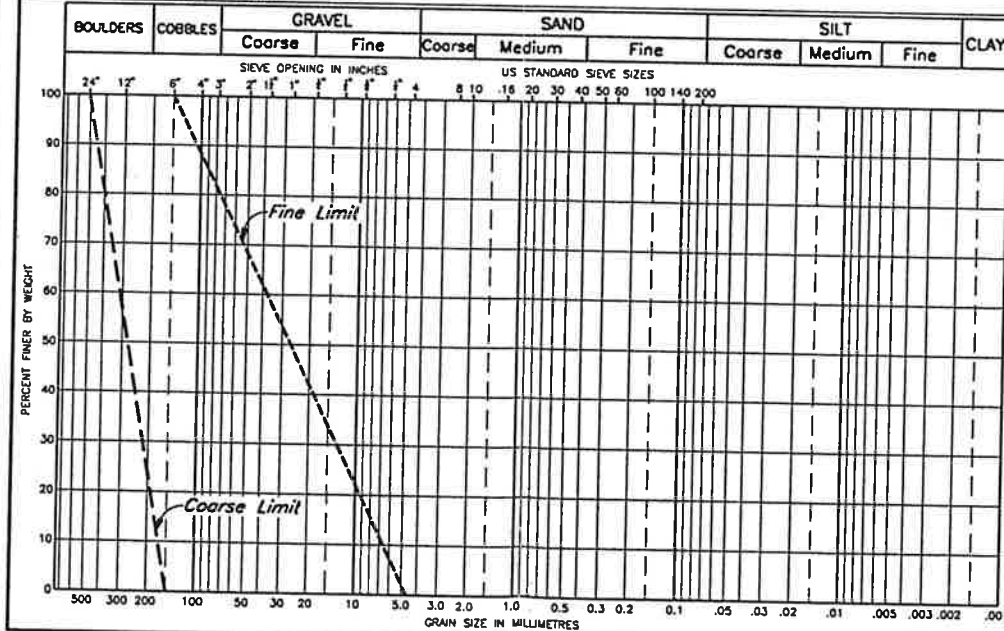 BOULDERS COBBLES GRAVEL SAND SILT CLAY
Coarse Fine Coarse Medium Fine Coarse Medium Fine
SIEVE OPENING IN INCHES US STANDARD SIEVE SIZES
24" 12" 6" 4" 3" 2" 1" 4 8 10 16 20 30 40 50 60 100 140 200
100
90
80
70
60
50
40
30
20
10
0
PERCENT FINER BY WEIGHT
Fine Limit
Coarse Limit
500 300 200 100 50 30 20 10 5.0 3.0 2.0 1.0 0.5 0.3 0.2 0.1 .05 .03 .02 .01 .005 .003 .002 .00
GRAIN SIZE IN MILLIMETRES